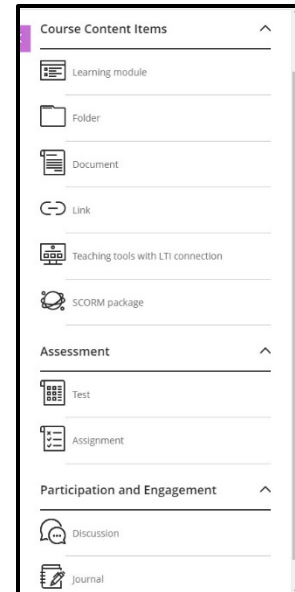 Course Content Items
Learning module
Folder
Document
Link
Teaching tools with LTI connection
SCORM package
Assessment
Test
Assignment
Participation and Engagement
Discussion
Journal